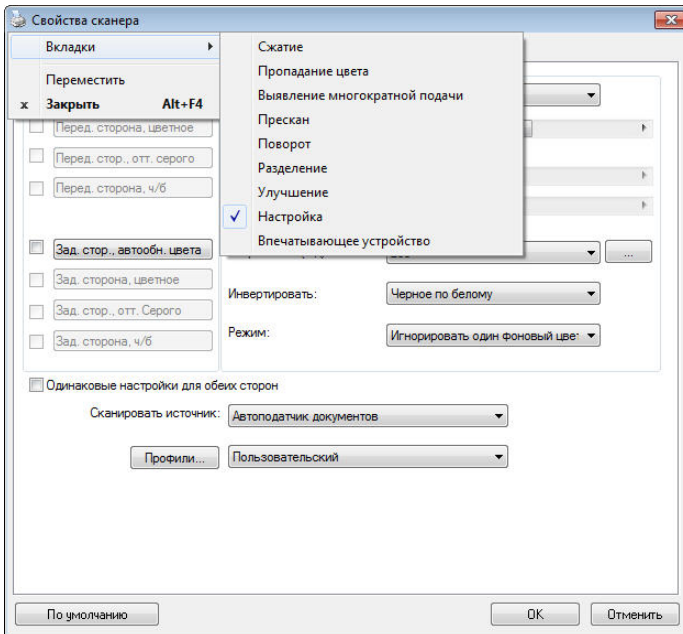 Свойства сканера
Вкладки
Переместить
x Закрыть Alt+F4
Сжатие
Пропадание цвета
Выявление многократной подачи
Прескан
Поворот
Разделение
Улучшение
Настройка
Впечатывающее устройство
Перед. сторона, цветное
Перед. стор., отт. серого
Перед. сторона, ч/б
Зад. стор., автообн. цвета
...
Зад. сторона, цветное
Инвертировать: Черное по белому
Зад. стор., отт. Серого
Режим: Игнорировать один фоновый цве
Зад. сторона, ч/б
Одинаковые настройки для обеих сторон
Сканировать источник: Автоподатчик документов
Профили... Пользовательский
По умолчанию OK Отменить